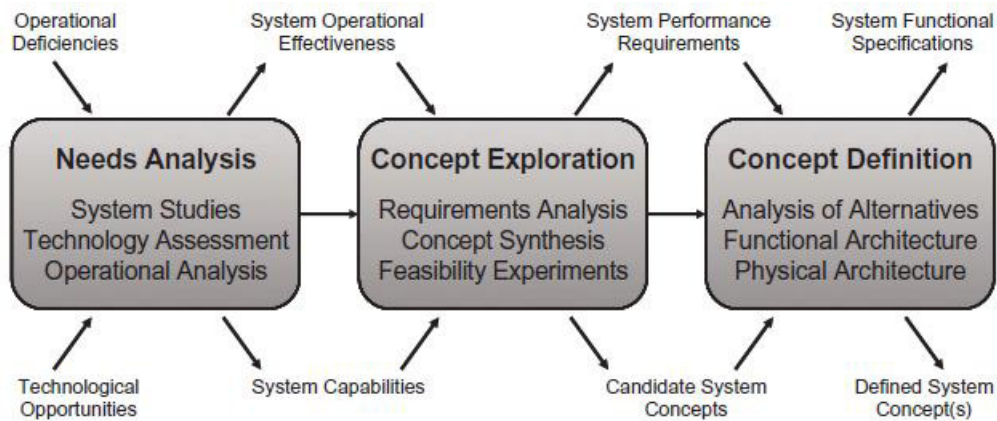 Operational
Deficiencies
System Operational
Effectiveness
System Performance
Requirements
System Functional
Specifications
Needs Analysis
System Studies
Technology Assessment
Operational Analysis
Concept Exploration
Requirements Analysis
Concept Synthesis
Feasibility Experiments
Concept Definition
Analysis of Alternatives
Functional Architecture
Physical Architecture
Technological
Opportunities
System Capabilities
Candidate System
Concepts
Defined System
Concept(s)